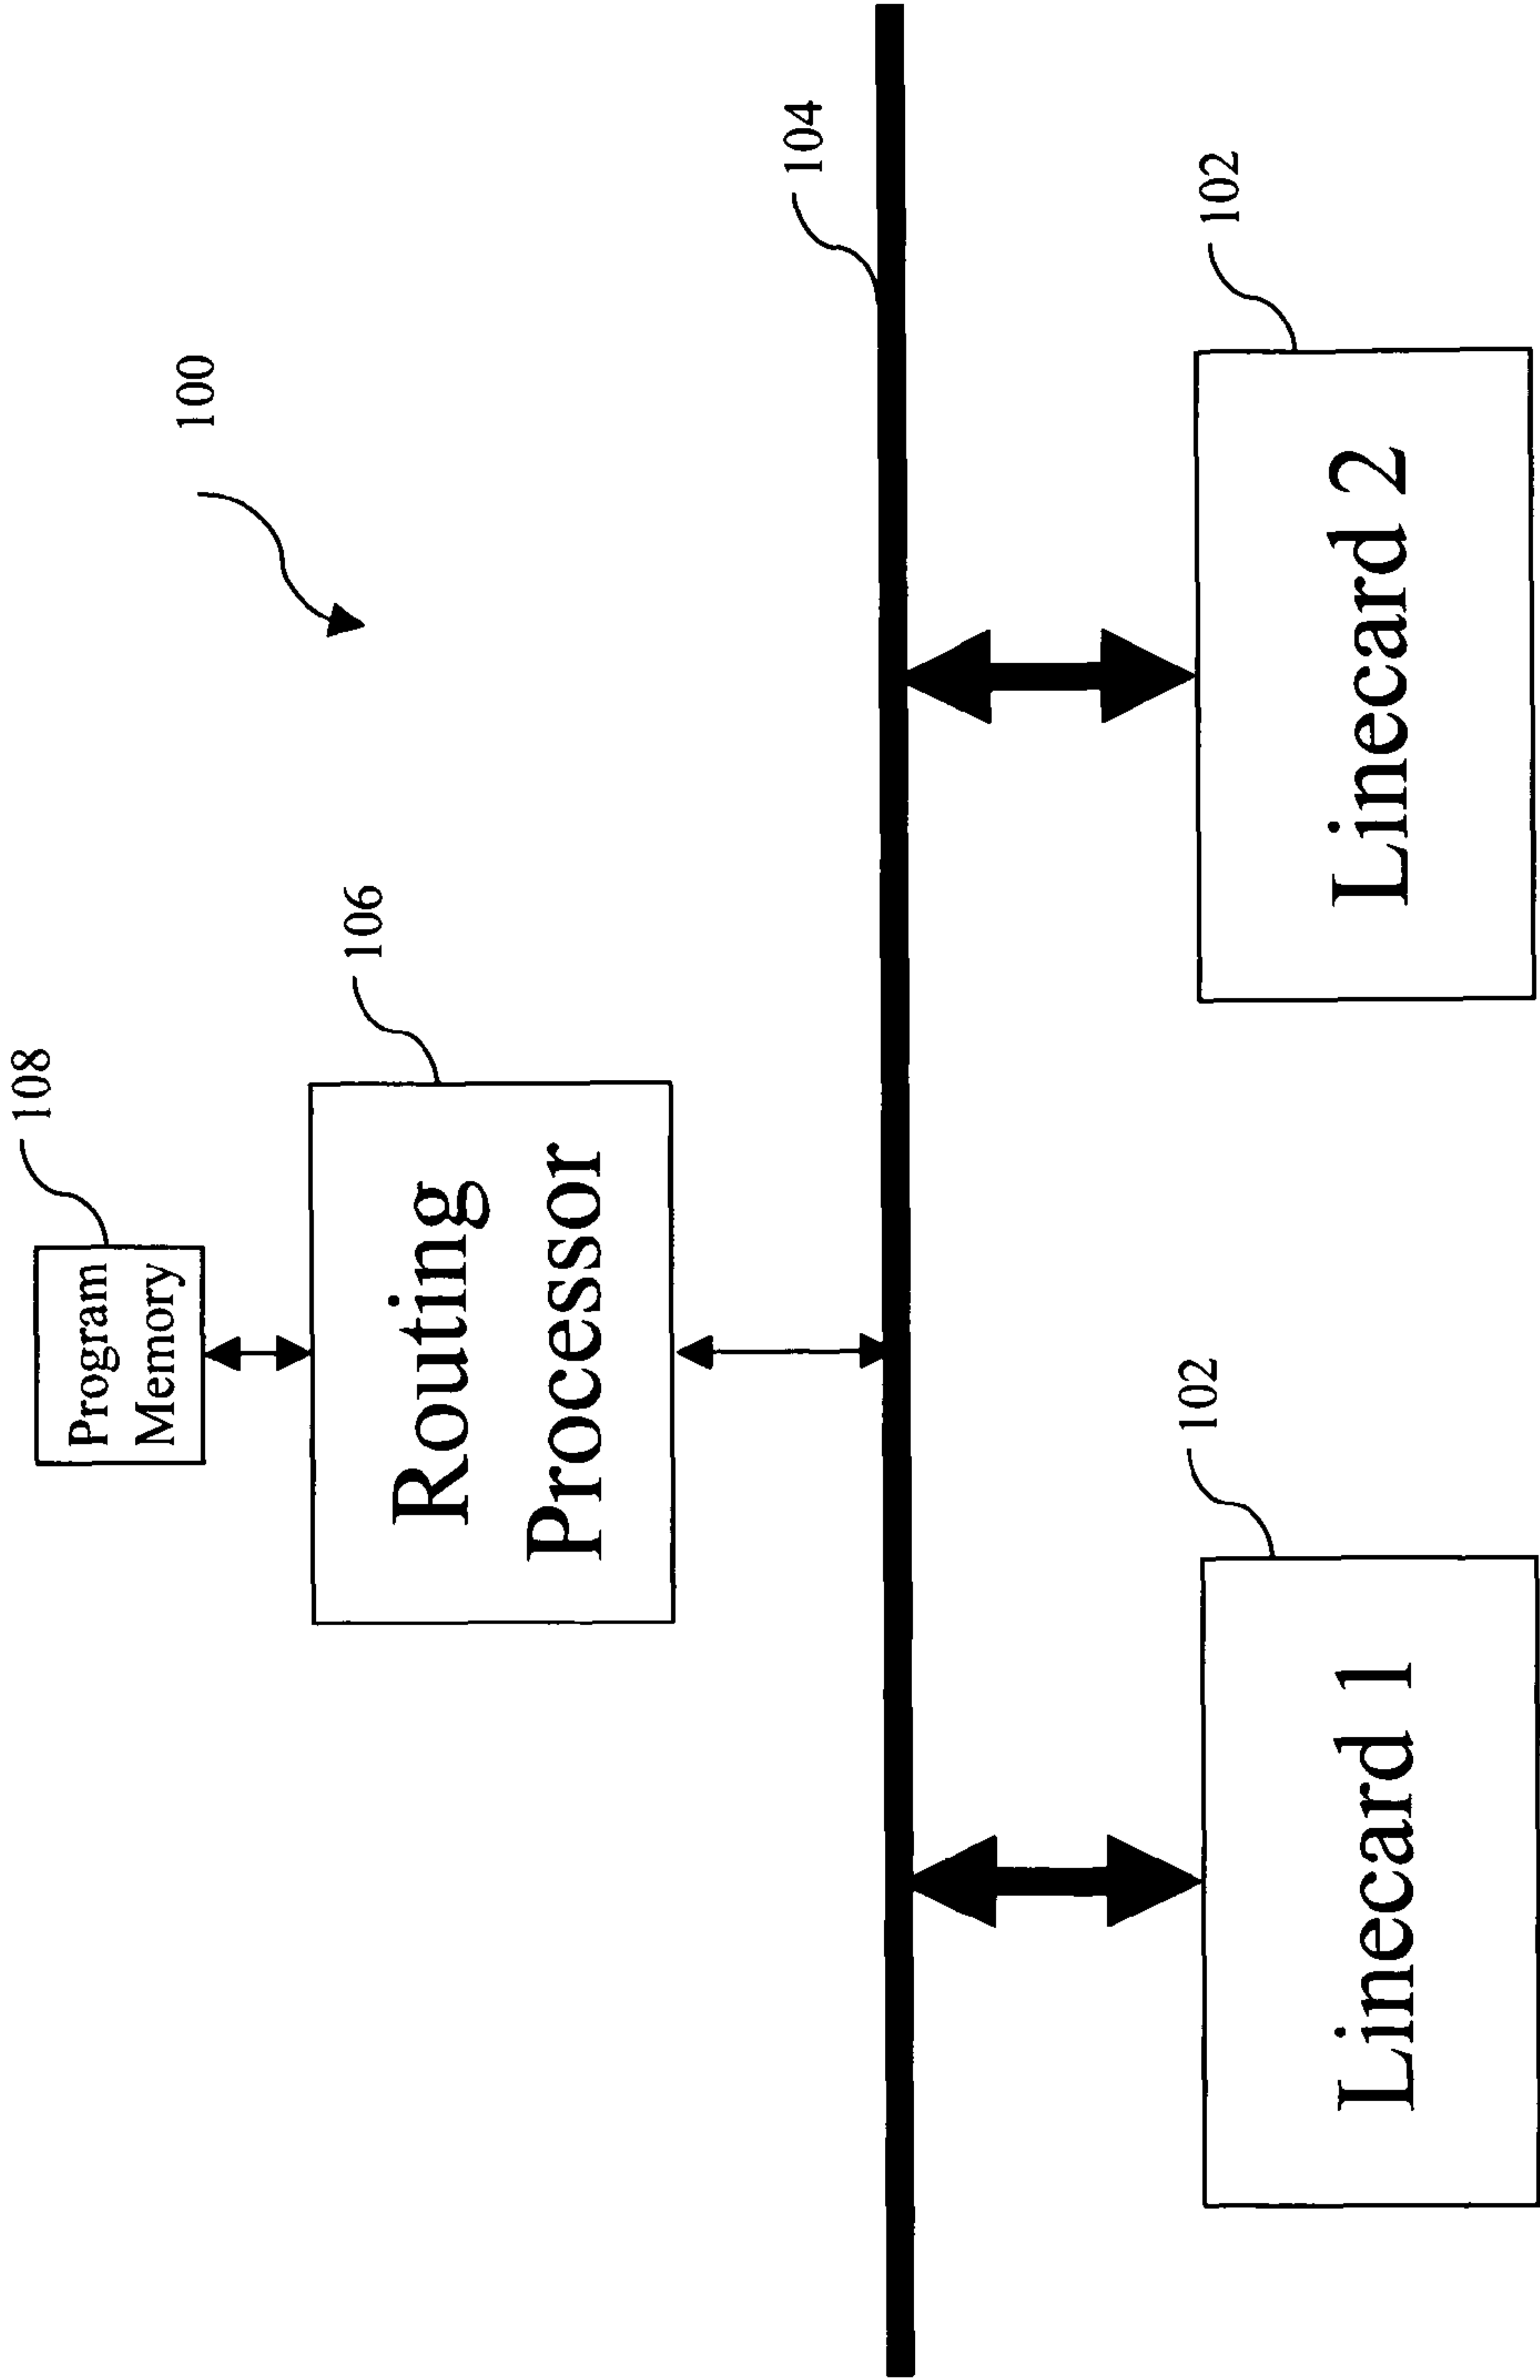 108
Program
Memory
100
106
Routing
Processor
104
102
Linecard 1
102
Linecard 2